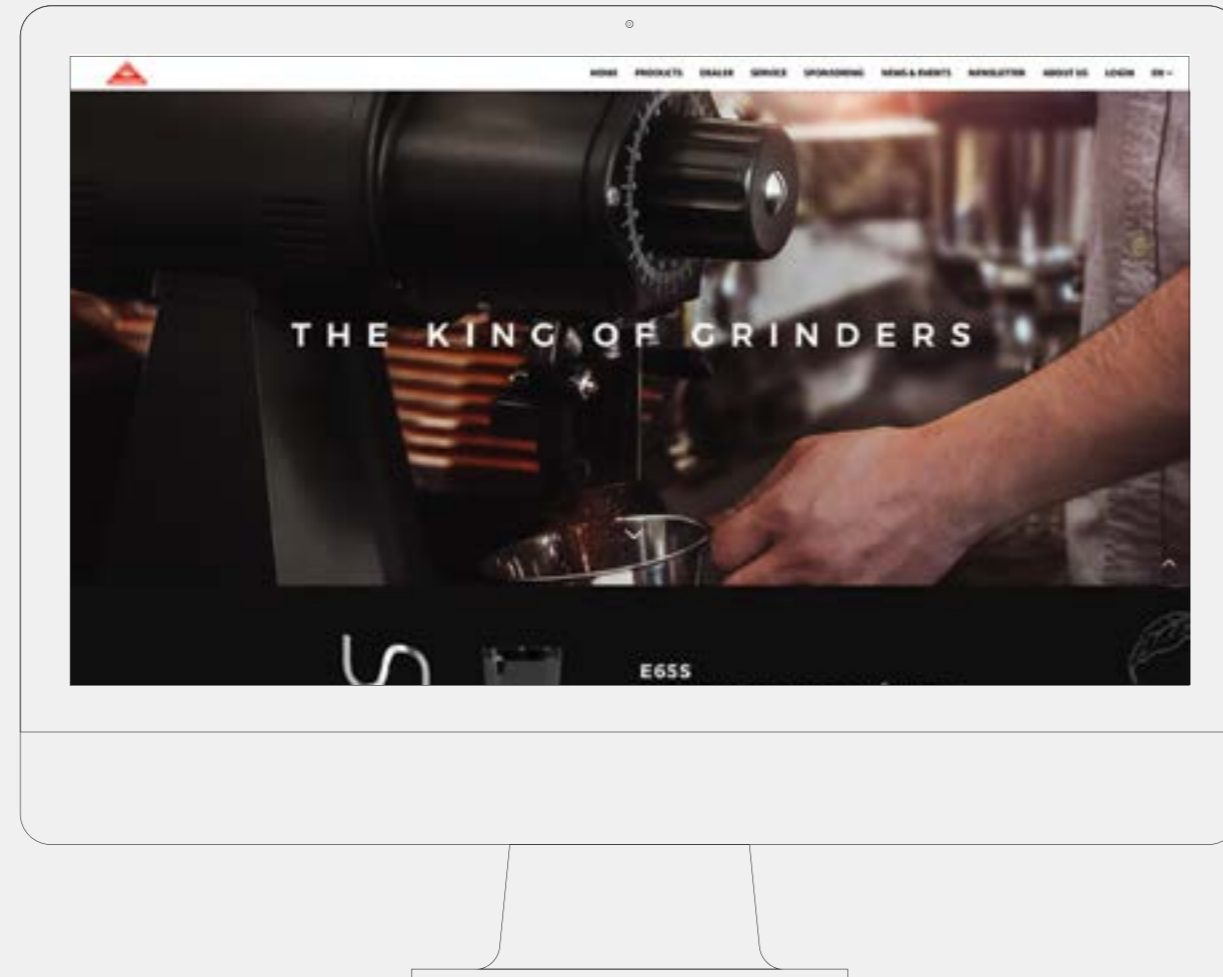 HOME PRODUCTS DEALER SERVICE SPONSORING NEWS & EVENTS NEWSLETTER ABOUT US LOGIN EN
THE KING OF GRINDERS
E65S